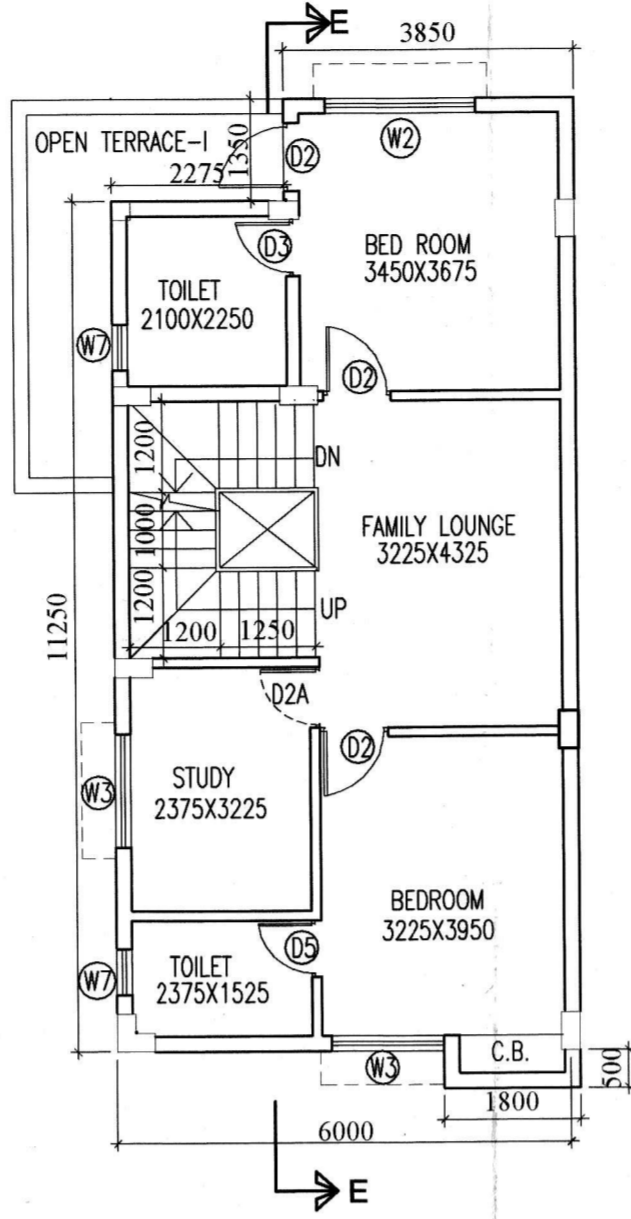 E
3850
OPEN TERRACE-I
1350
D2
W2
2275
D3
BED ROOM
3450X3675
TOILET
2100X2250
W7
D2
1200
DN
1000
FAMILY LOUNGE
3225X4325
1200
UP
1200
1250
11250
D2A
D2
W3
STUDY
2375X3225
BEDROOM
3225X3950
D5
TOILET
2375X1525
W7
C.B.
W3
500
1800
6000
E